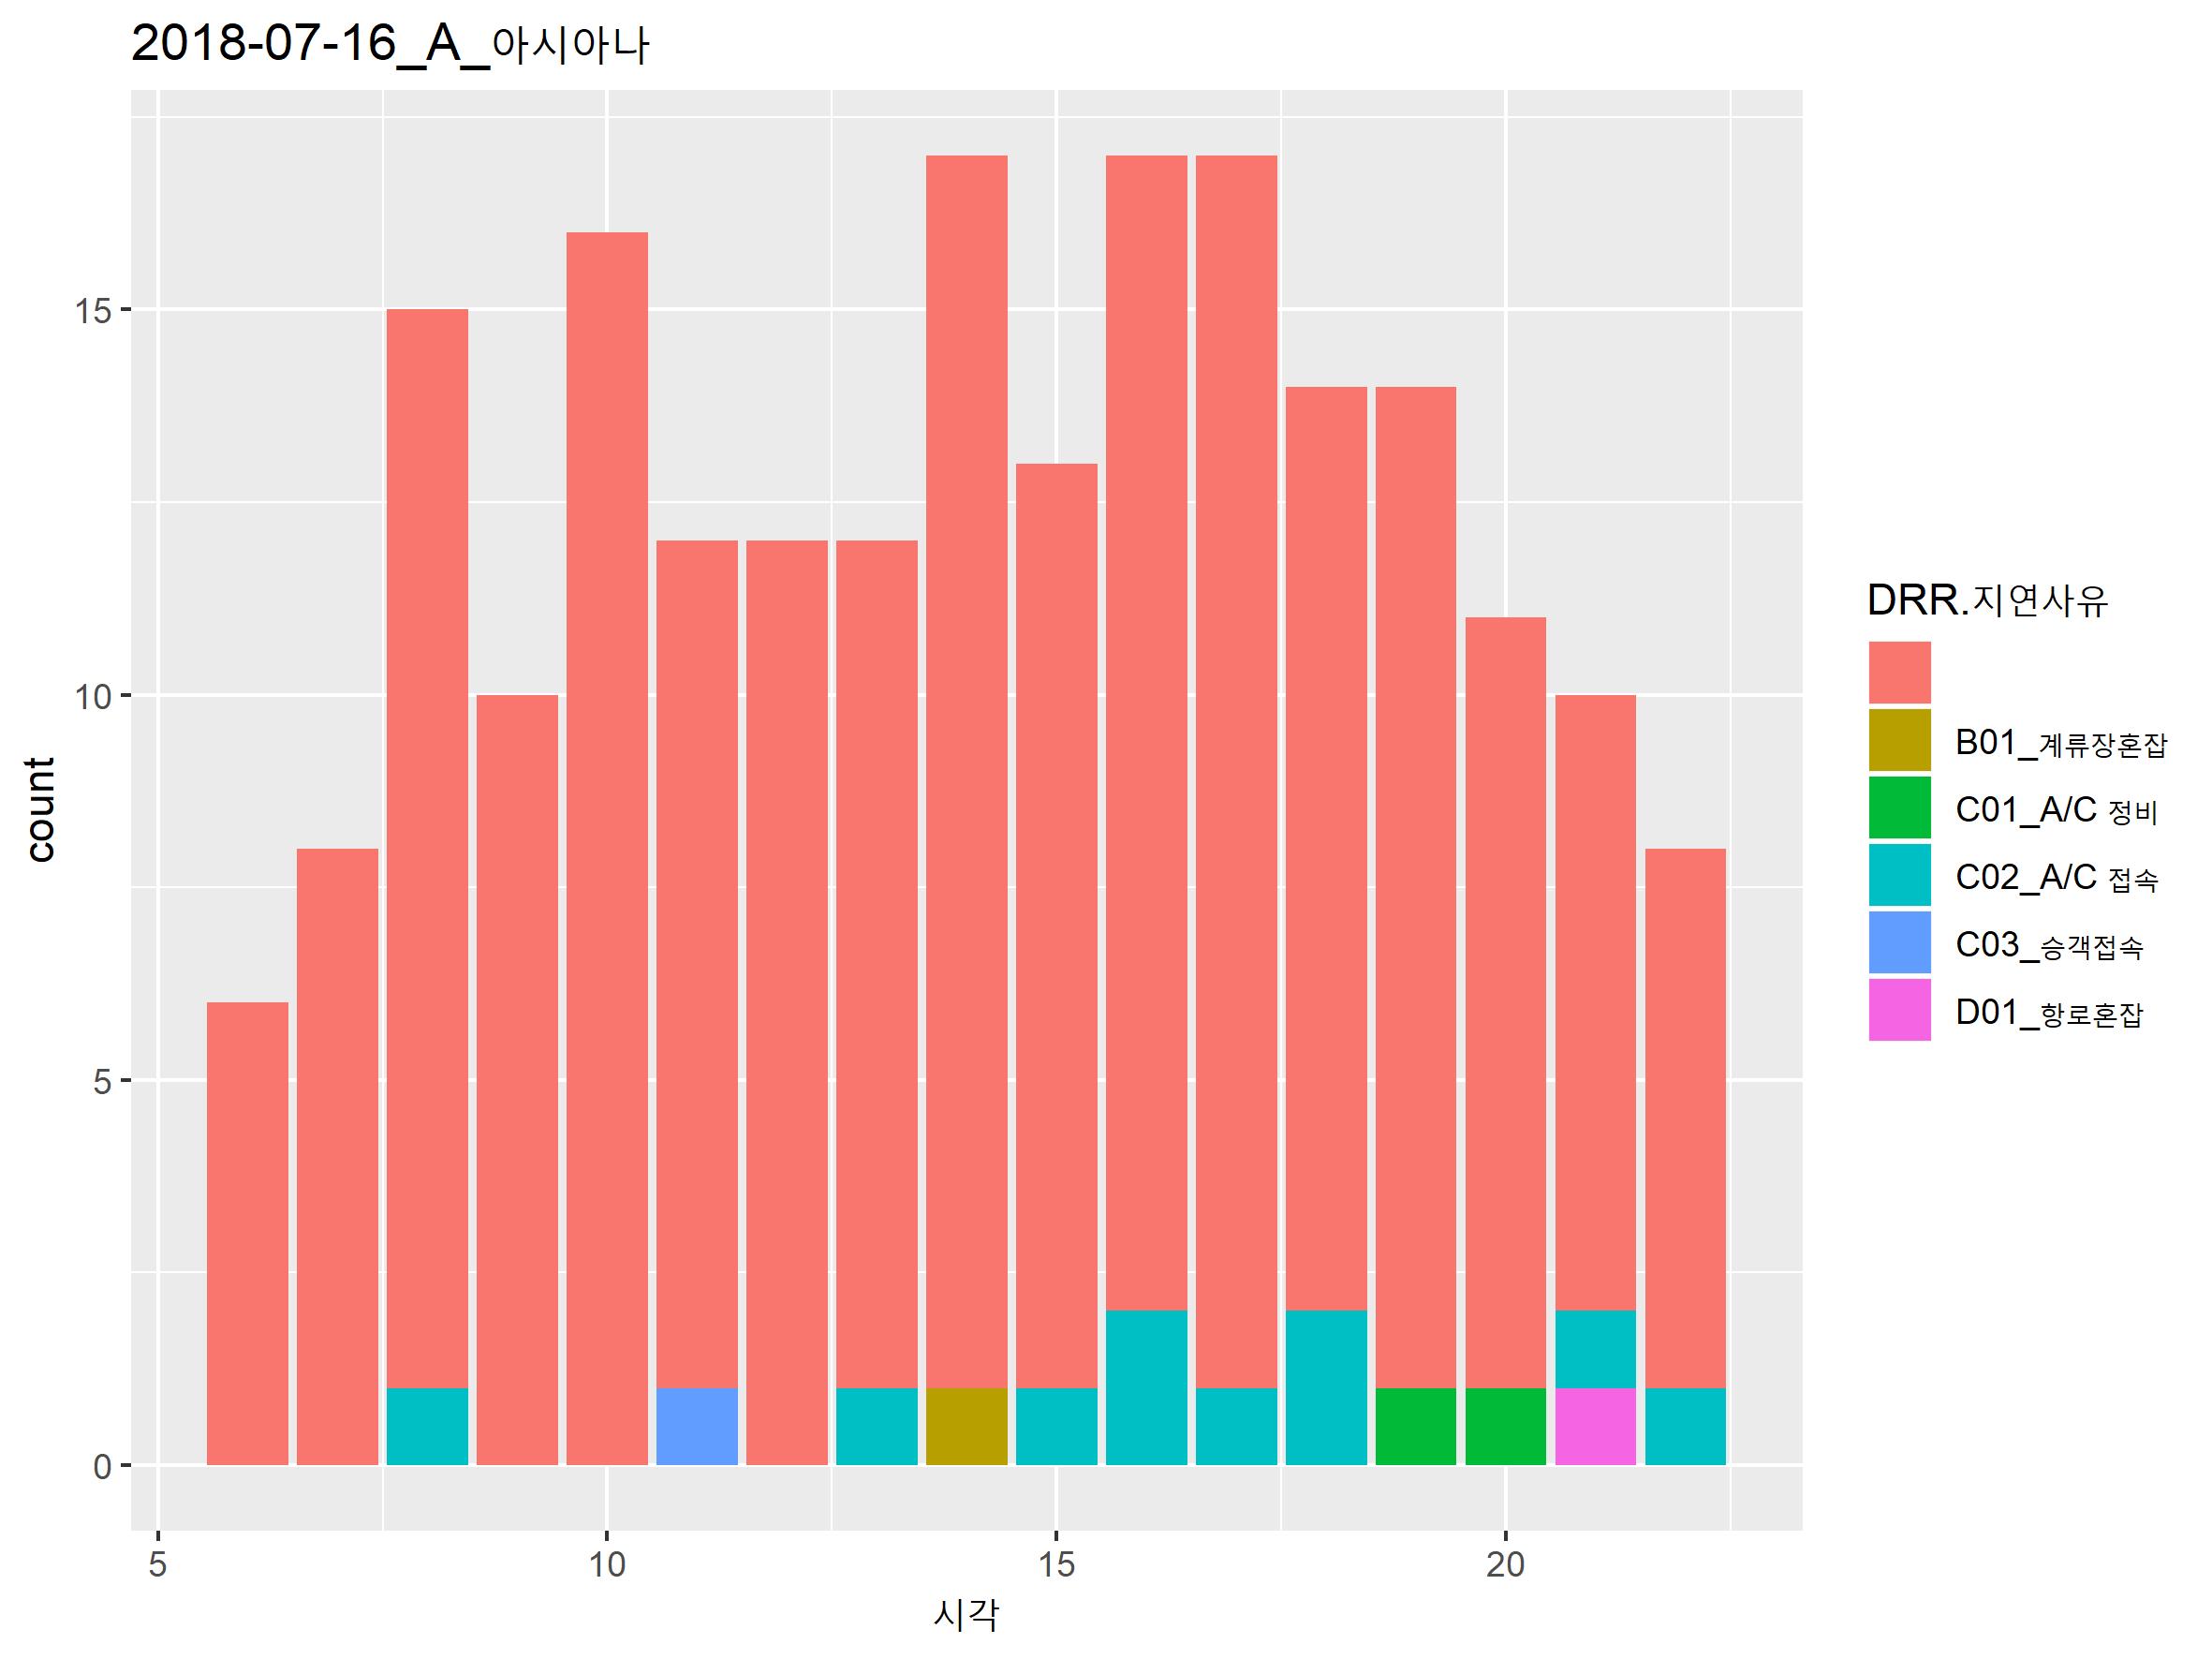 2018-07-16_A_아시아나
count
15
10
5
0
5 10 15 20
시각
DRR.지연사유
B01_계류장혼잡
C01_A/C 정비
C02_A/C 접속
C03_승객접속
D01_항로혼잡